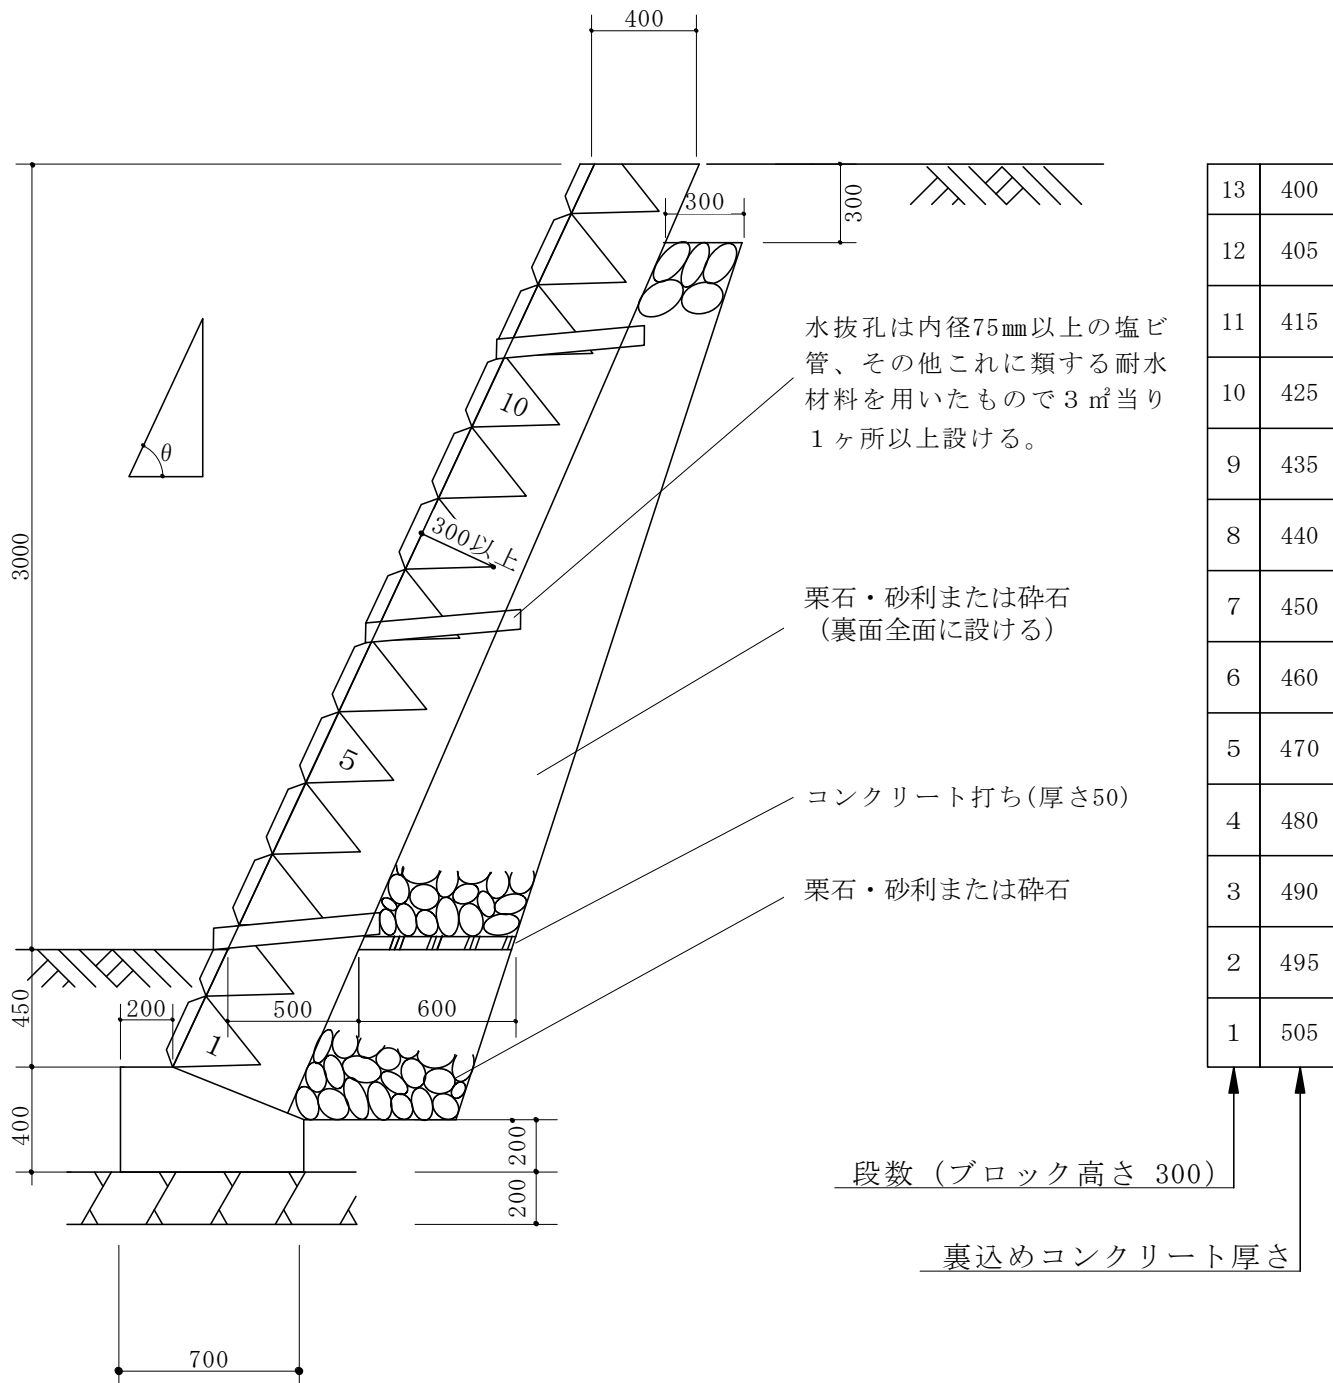 400
3000
300
300
13 400
12 405
11 415
10 425
9 435
8 440
7 450
6 460
5 470
4 480
3 490
2 495
1 505
水抜孔は内径75㎜以上の塩ビ
管、その他これに類する耐水
材料を用いたもので３㎡当り
１ヶ所以上設ける。
θ
10
300以上
栗石・砂利または砕石
（裏面全面に設ける）
5
コンクリート打ち(厚さ50)
栗石・砂利または砕石
450
200
500
600
1
400
200
200
段数（ブロック高さ 300）
裏込めコンクリート厚さ
700